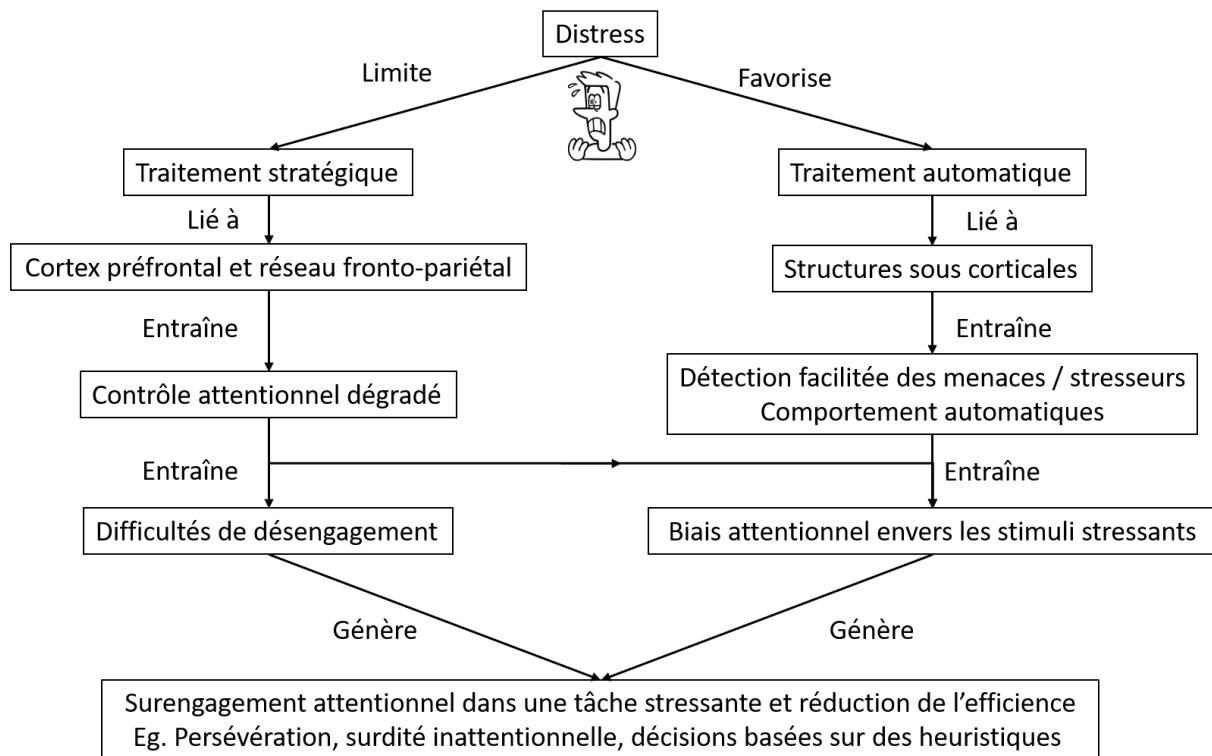 Distress
Limite
Favorise
Traitement stratégique
Traitement automatique
Lié à
Lié à
Cortex préfrontal et réseau fronto-pariétal
Structures sous corticales
Entraîne
Entraîne
Contrôle attentionnel dégradé
Détection facilitée des menaces / stresseurs
Comportement automatiques
Entraîne
Entraîne
Difficultés de désengagement
Biais attentionnel envers les stimuli stressants
Génère
Génère
Surengagement attentionnel dans une tâche stressante et réduction de l’efficience
Eg. Persévération, surdité inattentionnelle, décisions basées sur des heuristiques